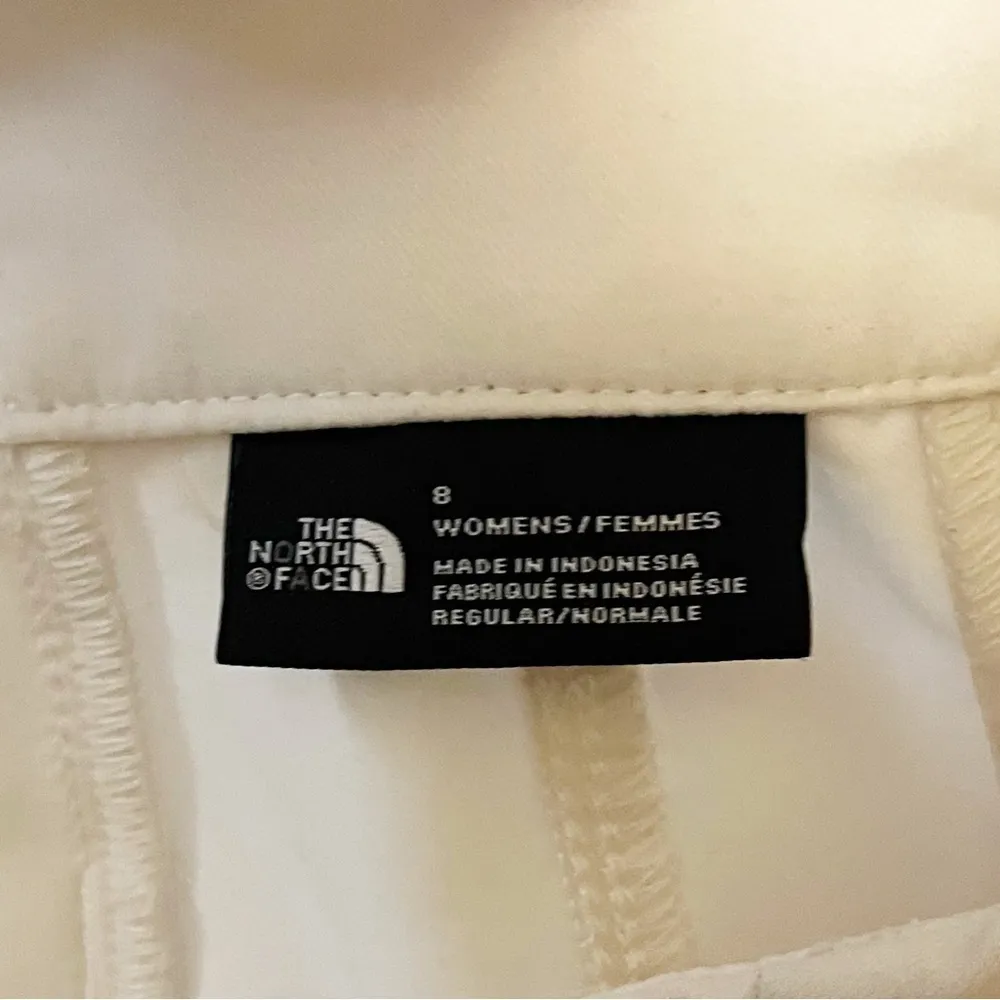 THE
NORTH
® FACE
8
WOMENS / FEMMES
MADE IN INDONESIA
FABRIQUÉ EN INDONÉSIE
REGULAR/NORMALE